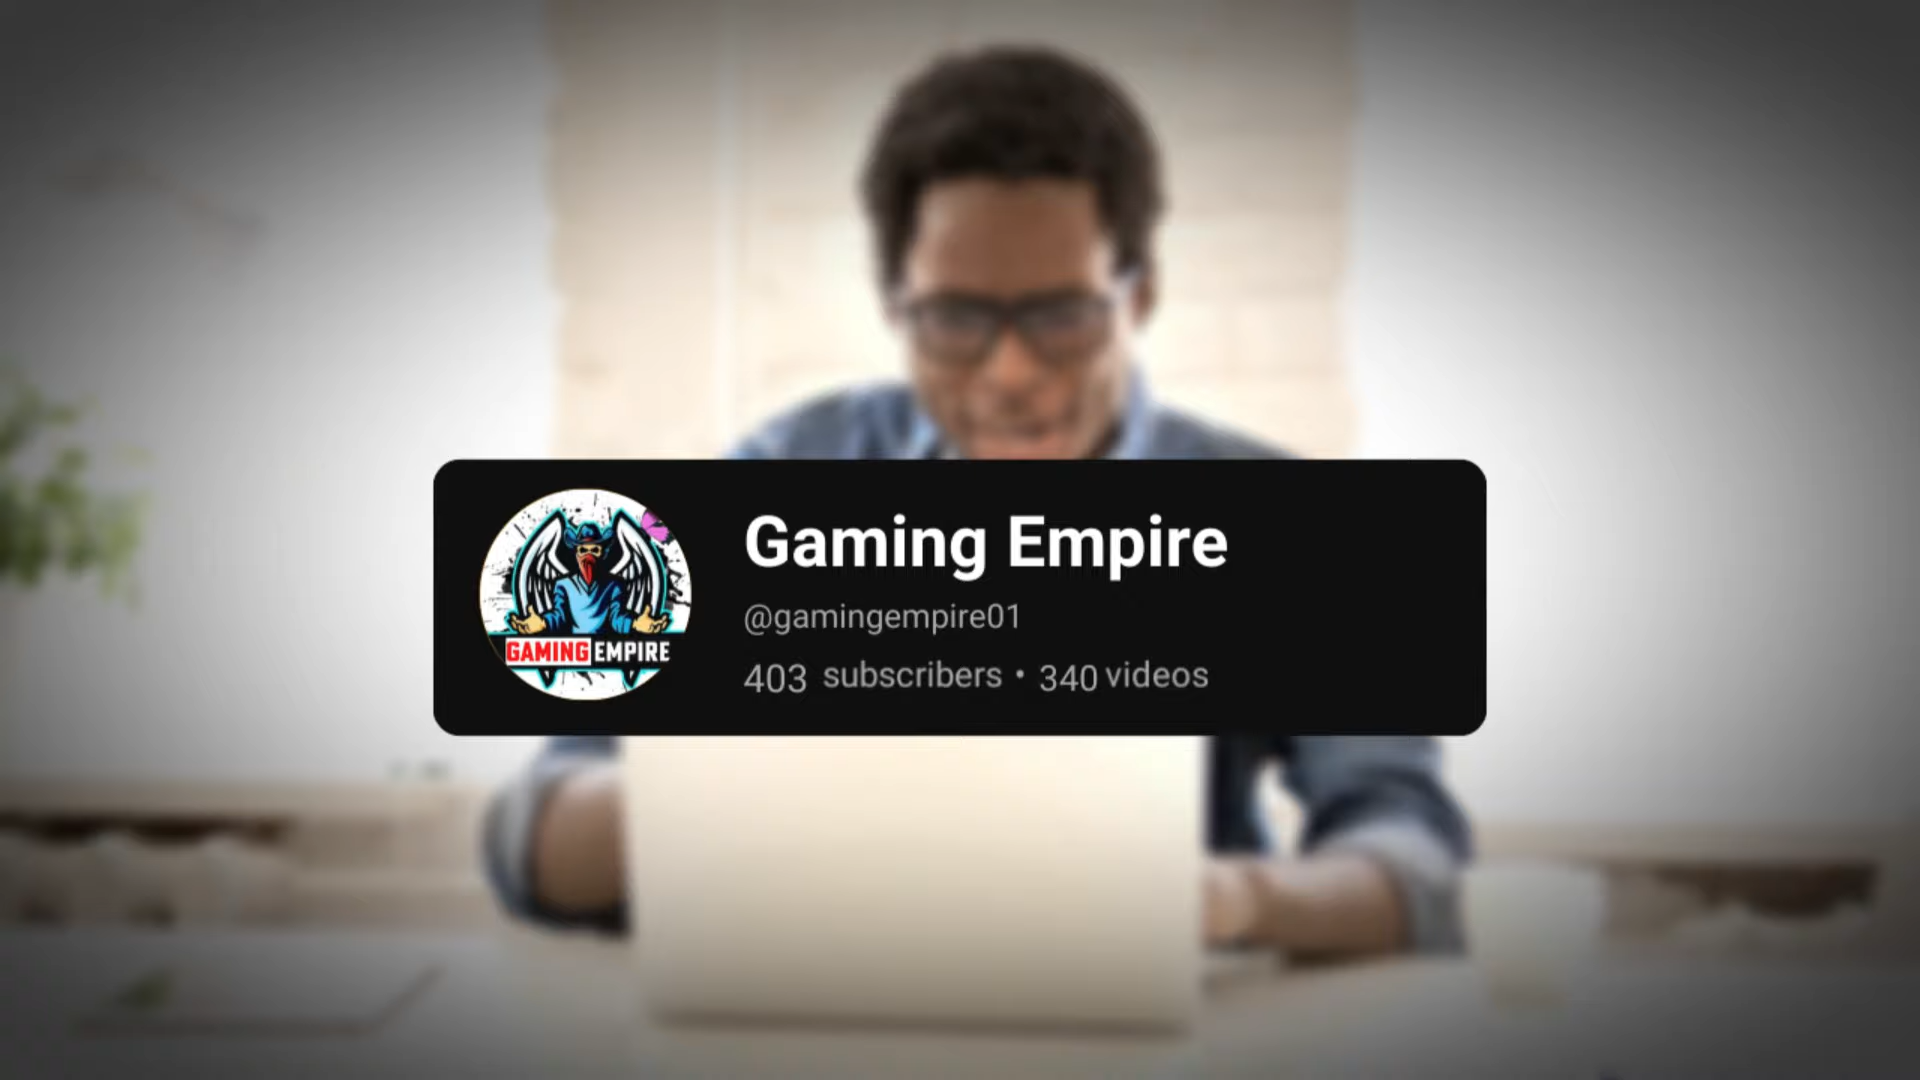 Gaming Empire
@gamingempire01
403 subscribers • 340 videos
GAMING EMPIRE